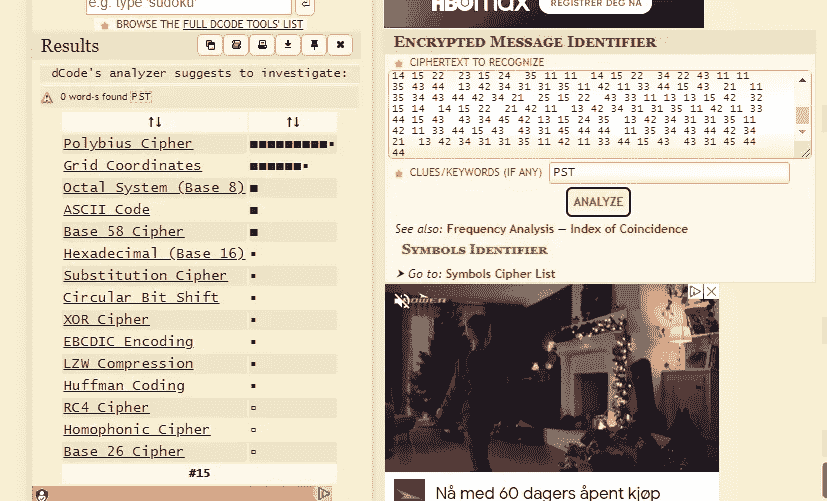 e.g. type 'sudoku'
BROWSE THE FULL DCODE TOOLS' LIST
Results
dCode's analyzer suggests to investigate:
0 word-s found PST
↑↓ ↑↓
Polybius Cipher ■■■■■■■■■▪
Grid Coordinates ■■■■■■▪
Octal System (Base 8) ■
ASCII Code ■
Base 58 Cipher ■
Hexadecimal (Base 16) ▪
Substitution Cipher ▪
Circular Bit Shift ▪
XOR Cipher ▪
EBCDIC Encoding ▪
LZW Compression ▪
Huffman Coding ▪
RC4 Cipher ▫
Homophonic Cipher ▫
Base 26 Cipher ▫
#15
HBOmax REGISTRER DEG NÅ
ENCRYPTED MESSAGE IDENTIFIER
CIPHERTEXT TO RECOGNIZE
14 15 22  23 15 24  35 11 11  14 15 22  34 22 43 11 11
35 43 44  13 42 34 31 31 35 11 42 11 33 44 15 43  21  11
35 34 43 44 42 34 21  25 15 22  43 33 11 13 13 15 42  32
15 14  14 15 22  21 42 11  13 42 34 31 31 35 11 42 11 33
44 15 43  43 34 45 42 13 15 24 35  13 42 34 31 31 35 11
42 11 33 44 15 43  43 31 45 44 44  11 35 34 43 44 42 34
21  13 42 34 31 31 35 11 42 11 33 44 15 43  43 31 45 44
44
CLUES/KEYWORDS (IF ANY) PST
ANALYZE
See also: Frequency Analysis — Index of Coincidence
SYMBOLS IDENTIFIER
➤ Go to: Symbols Cipher List
Nå med 60 dagers åpent kjøp